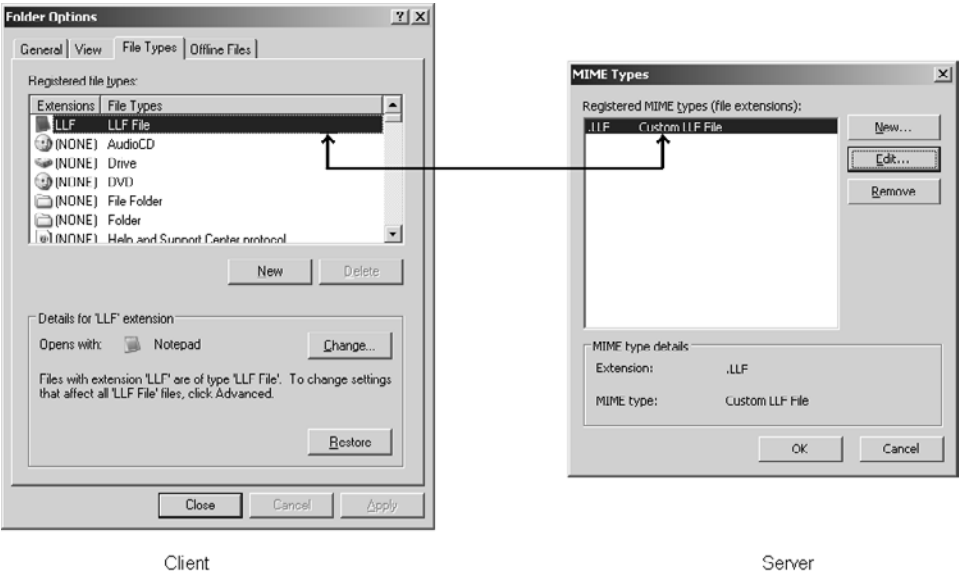 Folder Options
General View File Types Offline Files
Registered file types:
Extensions File Types
LLF LLF File
(NONE) AudioCD
(NONE) Drive
(NONE) DVD
(NONE) File Folder
(NONE) Folder
(NONE) Help and Support Center protocol
New Delete
Details for 'LLF' extension
Opens with: Notepad Change...
Files with extension 'LLF' are of type 'LLF File'. To change settings
that affect all 'LLF File' files, click Advanced.
Restore
Close Cancel Apply
Client
MIME Types
Registered MIME types (file extensions):
.LLF Custom LLF File
New...
Edit...
Remove
MIME type details
Extension: .LLF
MIME type: Custom LLF File
OK Cancel
Server